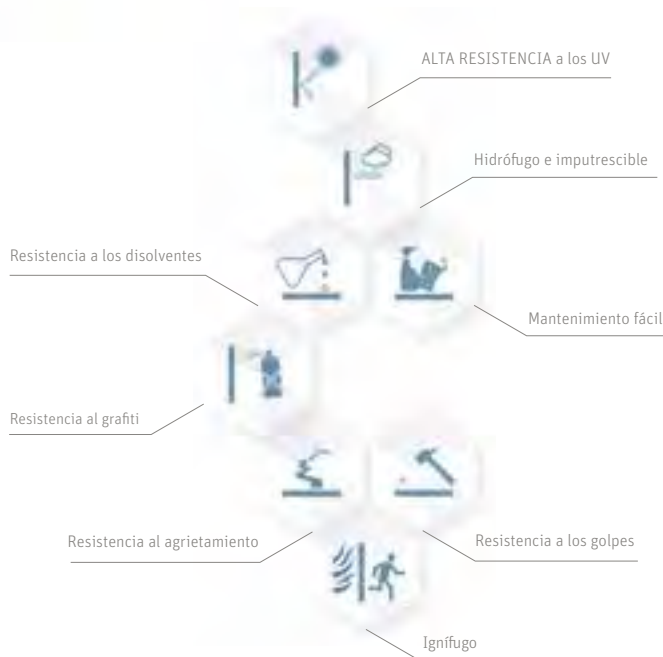 ALTA RESISTENCIA a los UV
Hidrófugo e imputrescible
Resistencia a los disolventes
Mantenimiento fácil
Resistencia al grafiti
Resistencia al agrietamiento
Resistencia a los golpes
Ignífugo